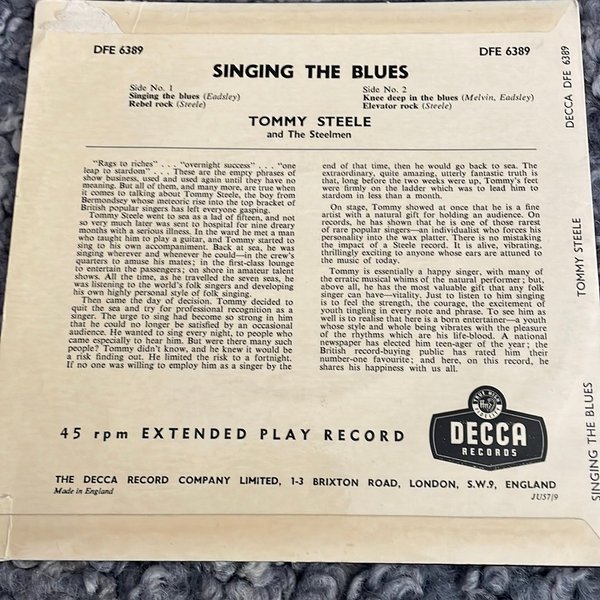 DFE 6389
DFE 6389
SINGING THE BLUES
Side No. 1
Singing the blues (Eadsley)
Rebel rock (Steele)
Side No. 2
Knee deep in the blues (Melvin, Eadsley)
Elevator rock (Steele)
TOMMY STEELE
and The Steelmen
"Rags to riches" . . . "overnight success" . . . "one
leap to stardom" . . . These are the empty phrases of
show business, used and used again until they have no
meaning. But all of them, and many more, are true when
it comes to talking about Tommy Steele, the boy from
Bermondsey whose meteoric rise into the top bracket of
British popular singers has left everyone gasping.
Tommy Steele went to sea as a lad of fifteen, and not
so very much later was sent to hospital for nine dreary
months with a serious illness. In the ward he met a man
who taught him to play a guitar, and Tommy started to
sing to his own accompaniment. Back at sea, he was
singing wherever and whenever he could—in the crew's
quarters to amuse his mates; in the first-class lounge
to entertain the passengers; on shore in amateur talent
shows. All the time, as he travelled the seven seas, he
was listening to the world's folk singers and developing
his own highly personal style of folk singing.
Then came the day of decision. Tommy decided to
quit the sea and try for professional recognition as a
singer. The urge to sing had become so strong in him
that he could no longer be satisfied by an occasional
audience. He wanted to sing every night, to people who
came especially to hear him. But were there many such
people? Tommy didn't know, and he knew it would be
a risk finding out. He limited the risk to a fortnight.
If no one was willing to employ him as a singer by the
end of that time, then he would go back to sea. The
extraordinary, quite amazing, utterly fantastic truth is
that, long before the two weeks were up, Tommy's feet
were firmly on the ladder which was to lead him to
stardom in less than a month.
On stage, Tommy showed at once that he is a fine
artist with a natural gift for holding an audience. On
records, he has shown that he is one of those rarest
of rare popular singers—an individualist who forces his
personality into the wax platter. There is no mistaking
the impact of a Steele record. It is alive, vibrating,
thrillingly exciting to anyone whose ears are attuned
to the music of today.
Tommy is essentially a happy singer, with many of
the erratic musical whims of the natural performer; but,
above all, he has the most valuable gift that any folk
singer can have—vitality. Just to listen to him singing
is to feel the strength, the courage, the excitement of
youth tingling in every note and phrase. To see him as
well is to realise that here is a born entertainer—a youth
whose style and whole being vibrates with the pleasure
of the rhythms which are his life-blood. A national
newspaper has elected him teen-ager of the year; the
British record-buying public has rated him their
number-one favourite; and here, on this record, he
shares his happiness with us all.
45 rpm EXTENDED PLAY RECORD
DECCA
RECORDS
THE DECCA RECORD COMPANY LIMITED, 1-3 BRIXTON ROAD, LONDON, S.W.9, ENGLAND
Made in England
JU57/9
DECCA DFE 6389
TOMMY STEELE
SINGING THE BLUES